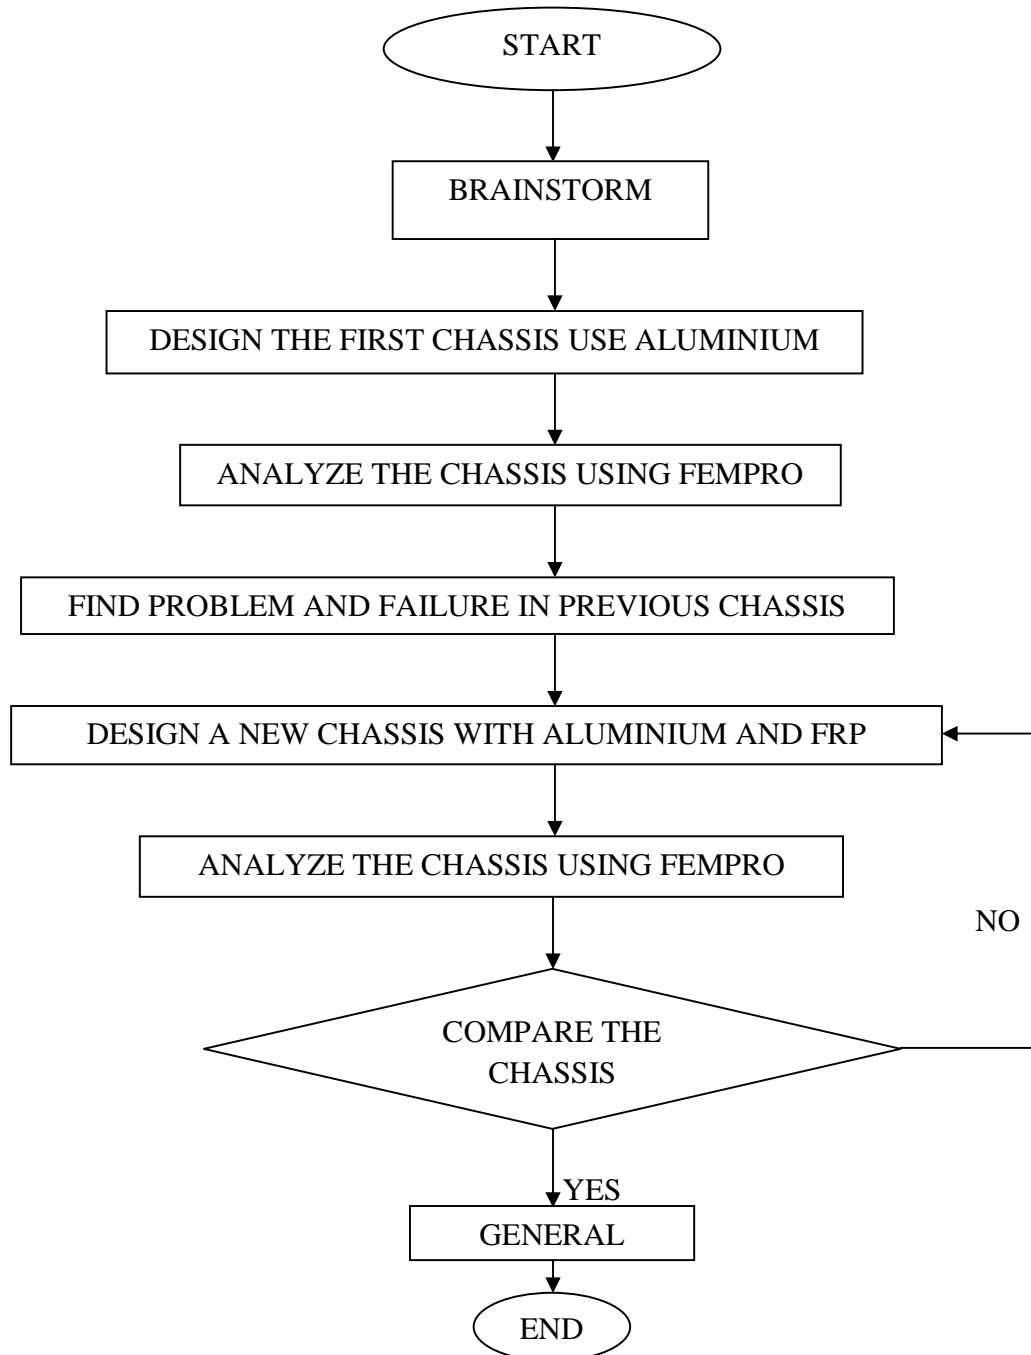 START
BRAINSTORM
DESIGN THE FIRST CHASSIS USE ALUMINIUM
ANALYZE THE CHASSIS USING FEMPRO
FIND PROBLEM AND FAILURE IN PREVIOUS CHASSIS
DESIGN A NEW CHASSIS WITH ALUMINIUM AND FRP
ANALYZE THE CHASSIS USING FEMPRO
NO
COMPARE THE
CHASSIS
YES
GENERAL
END